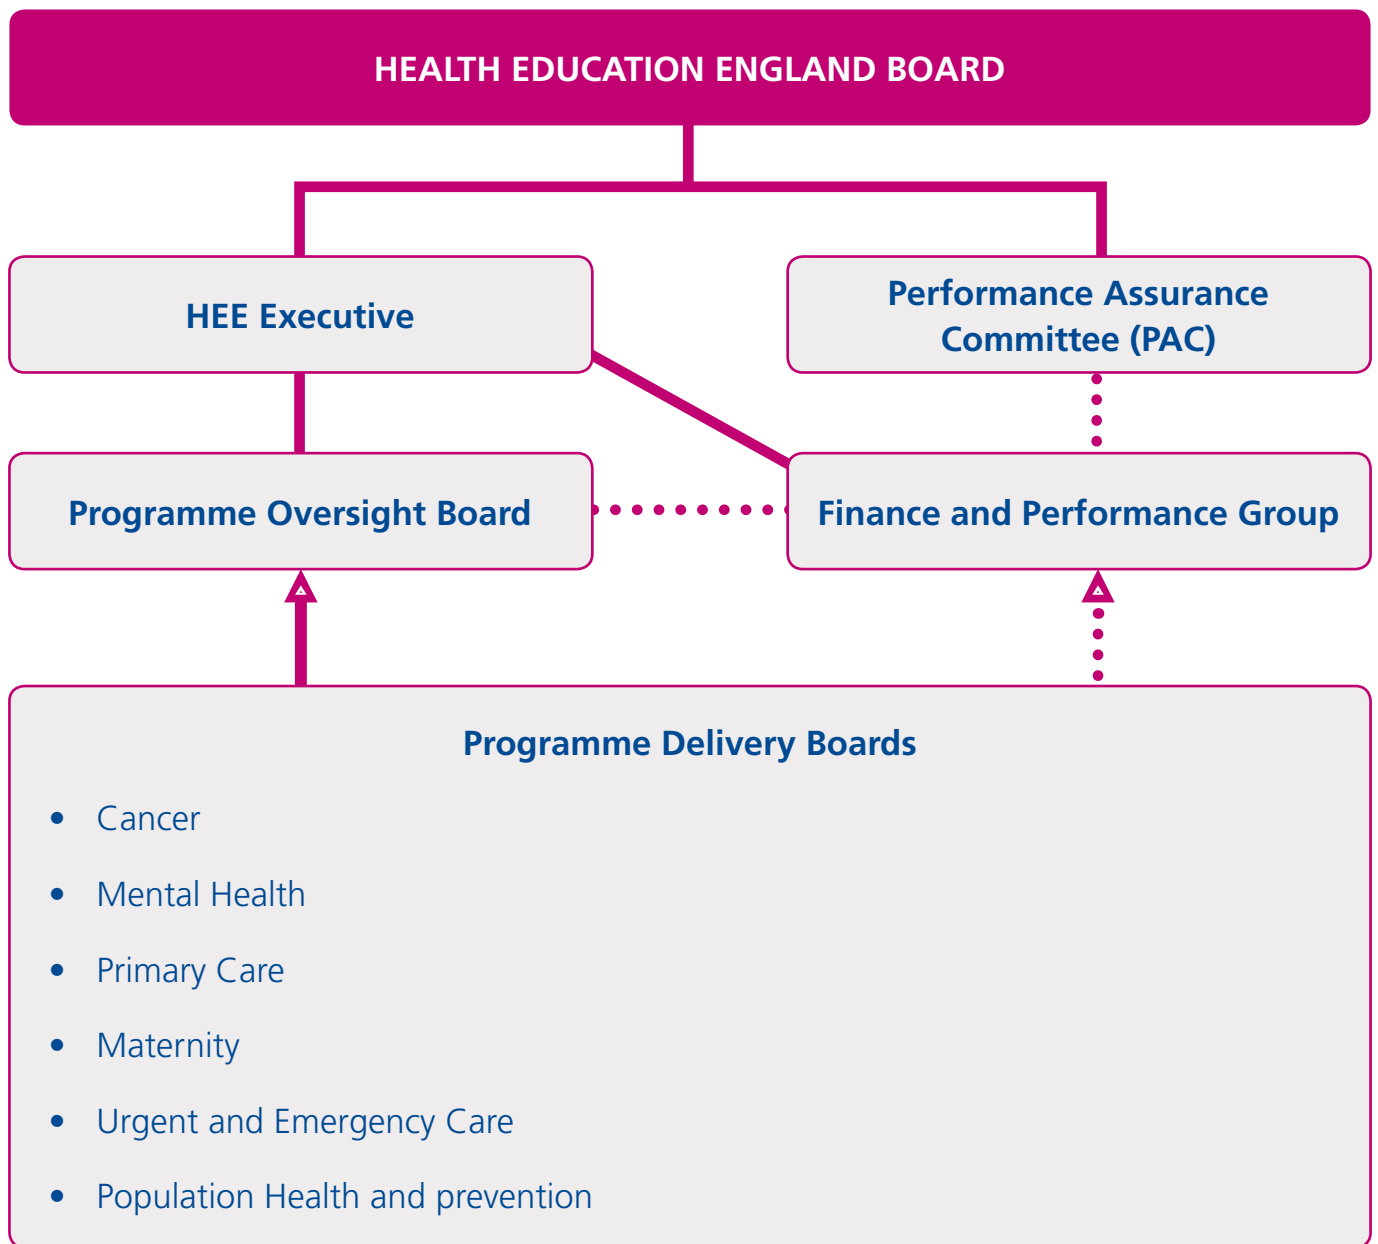 HEALTH EDUCATION ENGLAND BOARD
HEE Executive
Performance Assurance
Committee (PAC)
Programme Oversight Board
Finance and Performance Group
Programme Delivery Boards
• Cancer
• Mental Health
• Primary Care
• Maternity
• Urgent and Emergency Care
• Population Health and prevention